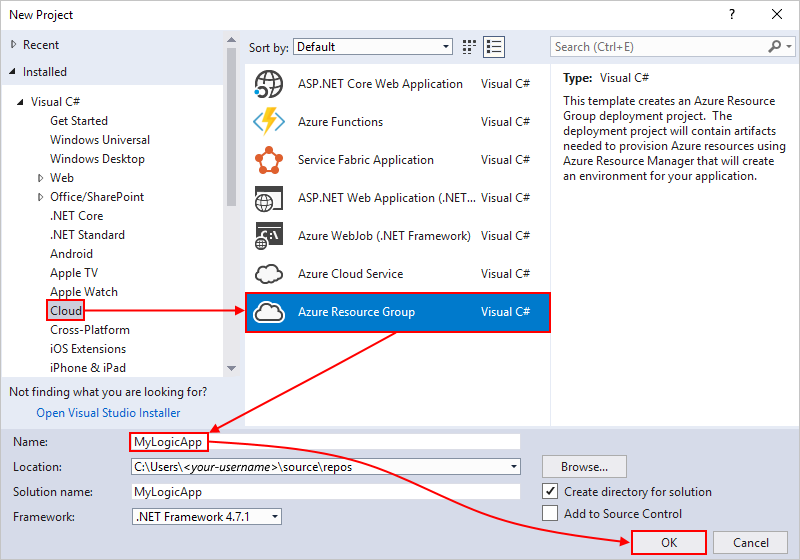 New Project
?
Recent
Installed
Visual C#
Get Started
Windows Universal
Windows Desktop
Web
Office/SharePoint
.NET Core
.NET Standard
Android
Apple TV
Apple Watch
Cloud
Cross-Platform
iOS Extensions
iPhone & iPad
Not finding what you are looking for?
Open Visual Studio Installer
Sort by: Default
ASP.NET Core Web Application Visual C#
Azure Functions Visual C#
Service Fabric Application Visual C#
ASP.NET Web Application (.NET... Visual C#
Azure WebJob (.NET Framework) Visual C#
Azure Cloud Service Visual C#
Azure Resource Group Visual C#
Search (Ctrl+E)
Type: Visual C#
This template creates an Azure Resource
Group deployment project. The
deployment project will contain artifacts
needed to provision Azure resources using
Azure Resource Manager that will create
an environment for your application.
Name: MyLogicApp
Location: C:\Users\<your-username>\source\repos
Browse...
Solution name: MyLogicApp
Create directory for solution
Framework: .NET Framework 4.7.1
Add to Source Control
OK
Cancel